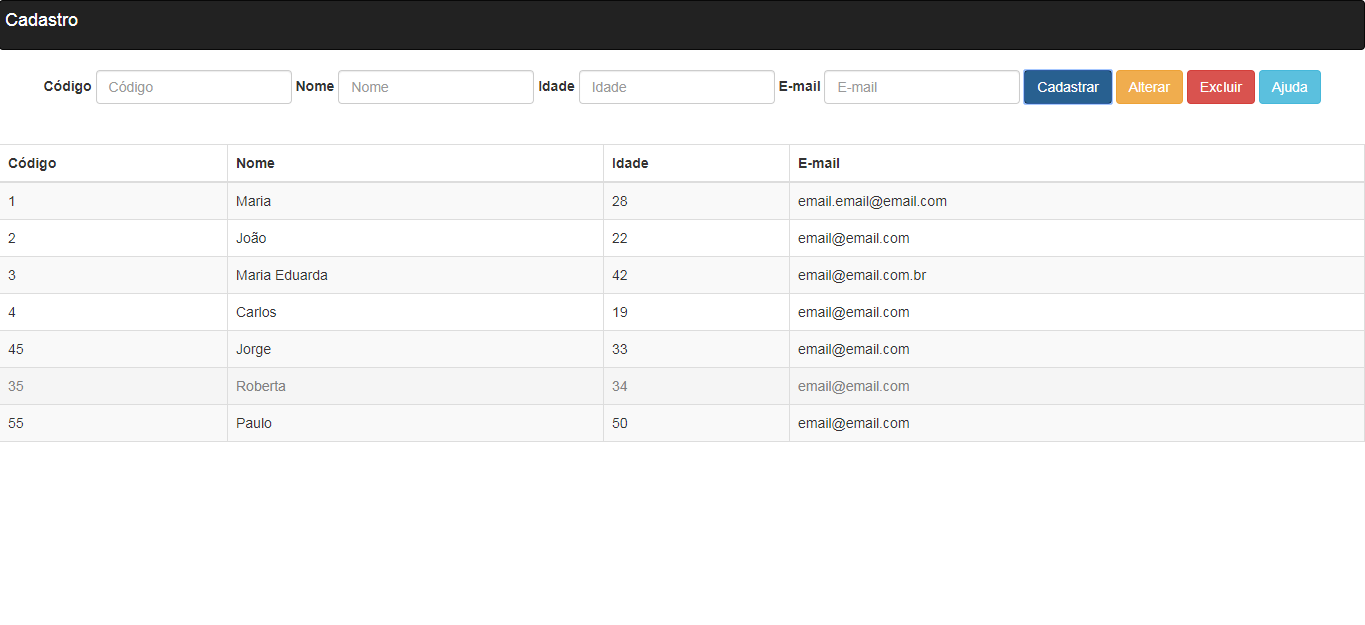 Cadastro
Código Código Nome Nome Idade Idade E-mail E-mail Cadastrar Alterar Excluir Ajuda
Código Nome Idade E-mail
1 Maria 28 email.email@email.com
2 João 22 email@email.com
3 Maria Eduarda 42 email@email.com.br
4 Carlos 19 email@email.com
45 Jorge 33 email@email.com
35 Roberta 34 email@email.com
55 Paulo 50 email@email.com